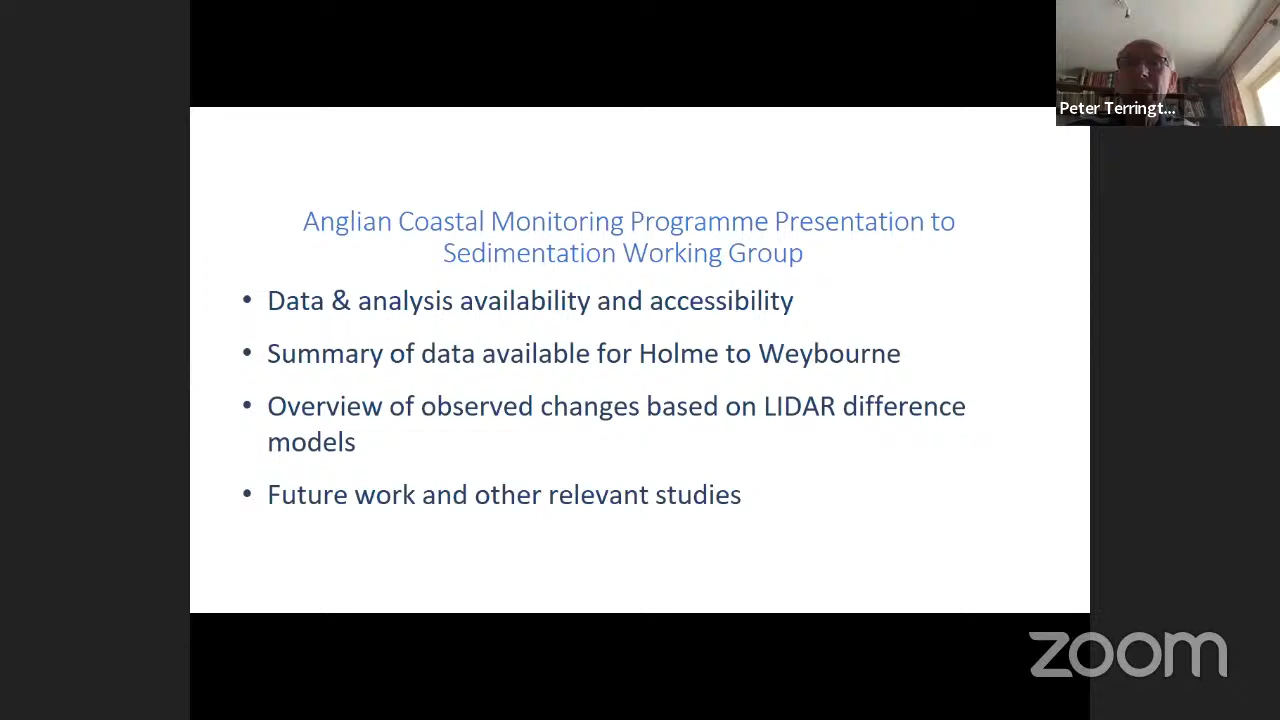 Peter Terringt...
Anglian Coastal Monitoring Programme Presentation to
Sedimentation Working Group
• Data & analysis availability and accessibility
• Summary of data available for Holme to Weybourne
• Overview of observed changes based on LIDAR difference
models
• Future work and other relevant studies
zoom